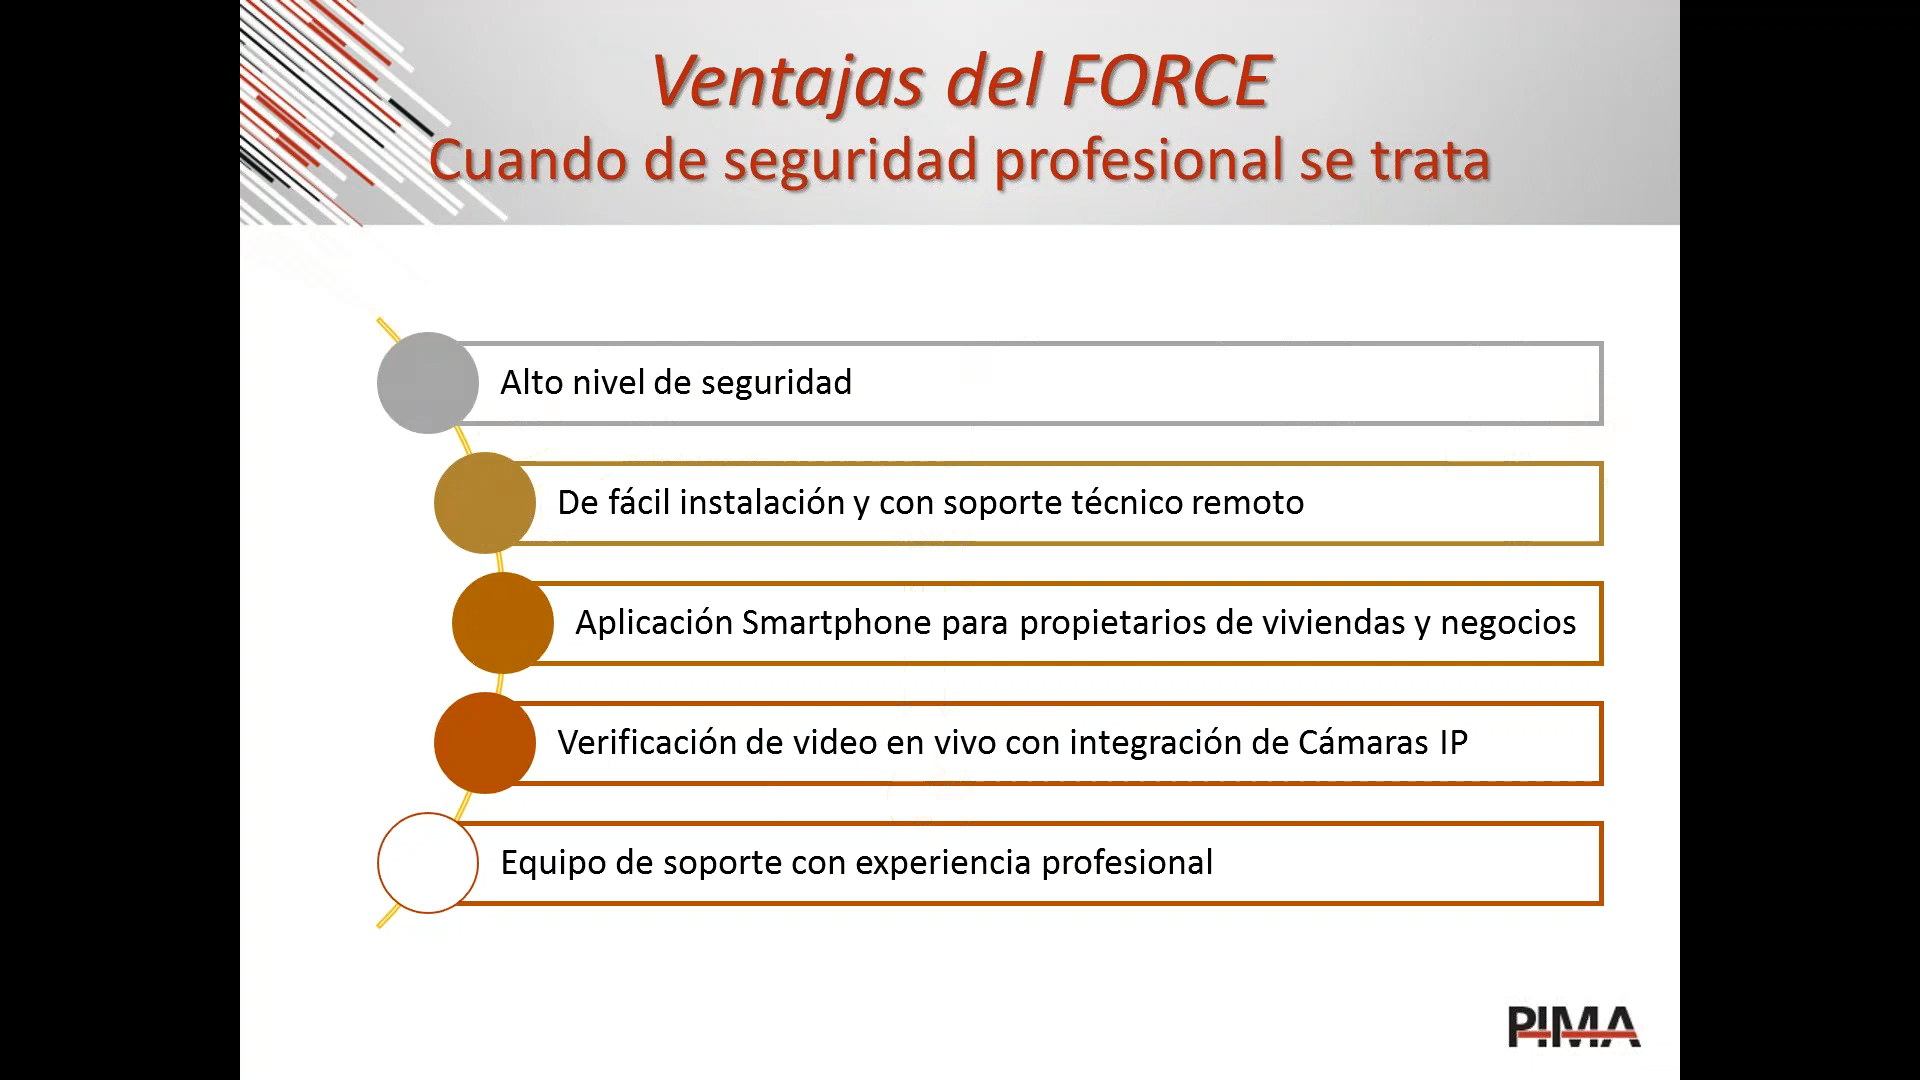 Ventajas del FORCE
Cuando de seguridad profesional se trata
Alto nivel de seguridad
De fácil instalación y con soporte técnico remoto
Aplicación Smartphone para propietarios de viviendas y negocios
Verificación de video en vivo con integración de Cámaras IP
Equipo de soporte con experiencia profesional
PIMA